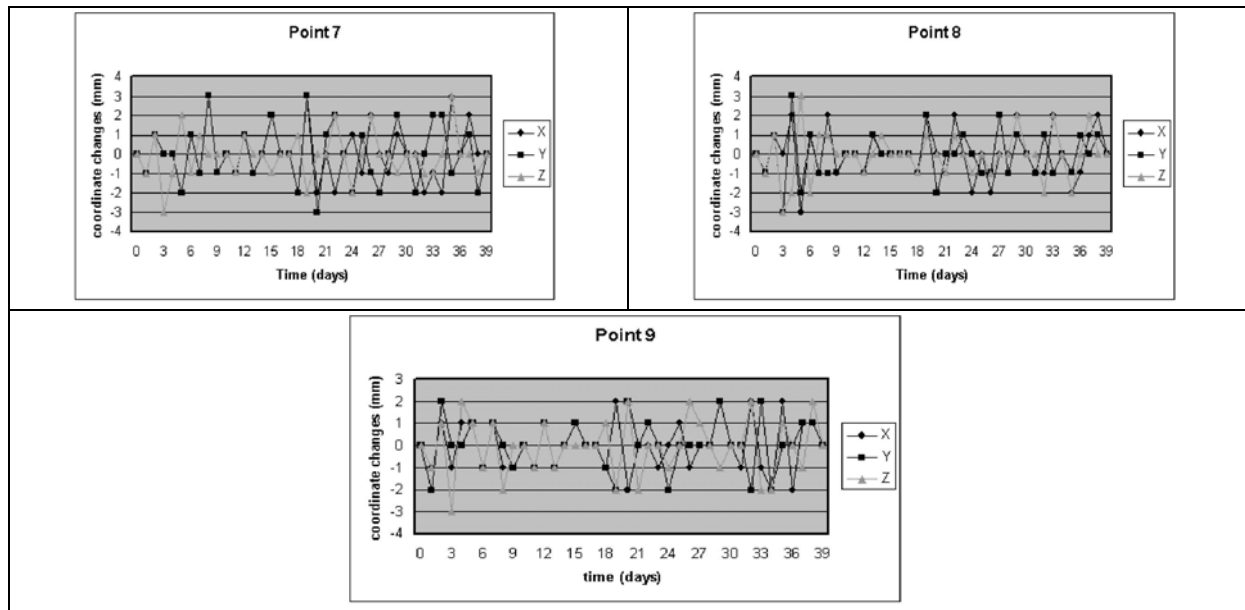 Point 7
coordinate changes (mm)
4
3
2
1
0
-1
-2
-3
-4
0 3 6 9 12 15 18 21 24 27 30 33 36 39
Time (days)
X
Y
Z
Point 8
coordinate changes (mm)
4
3
2
1
0
-1
-2
-3
-4
0 3 6 9 12 15 18 21 24 27 30 33 36 39
Time (days)
X
Y
Z
Point 9
coordinate changes (mm)
3
2
1
0
-1
-2
-3
-4
0 3 6 9 12 15 18 21 24 27 30 33 36 39
time (days)
X
Y
Z